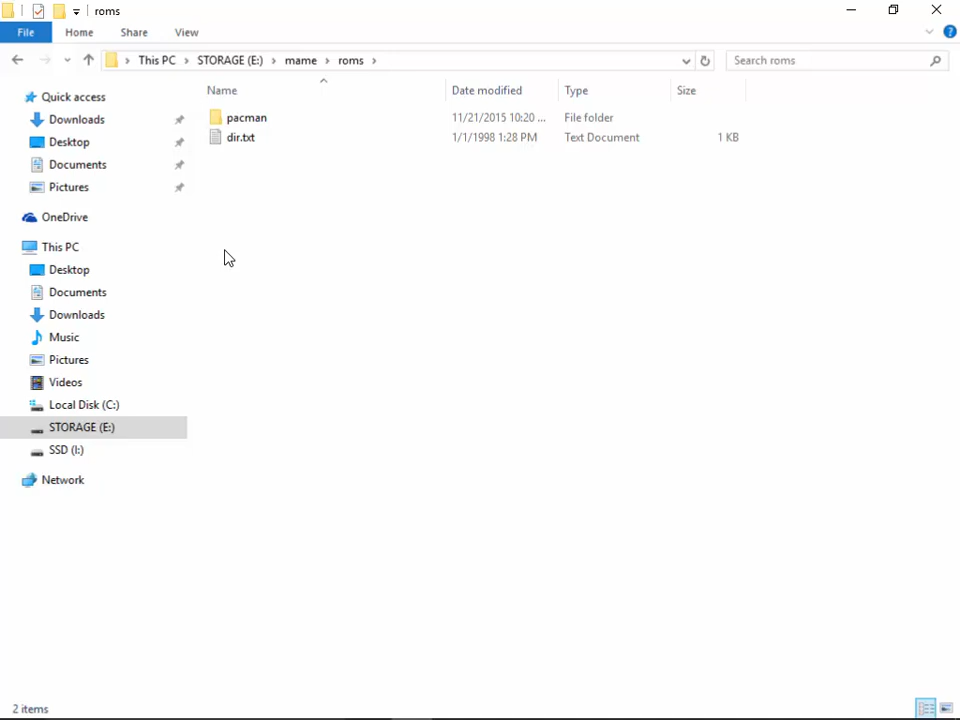 roms
File Home Share View
This PC STORAGE (E:) mame roms
Search roms
Name Date modified Type Size
pacman 11/21/2015 10:20 ... File folder
dir.txt 1/1/1998 1:28 PM Text Document 1 KB
Quick access
Downloads
Desktop
Documents
Pictures
OneDrive
This PC
Desktop
Documents
Downloads
Music
Pictures
Videos
Local Disk (C:)
STORAGE (E:)
SSD (I:)
Network
2 items